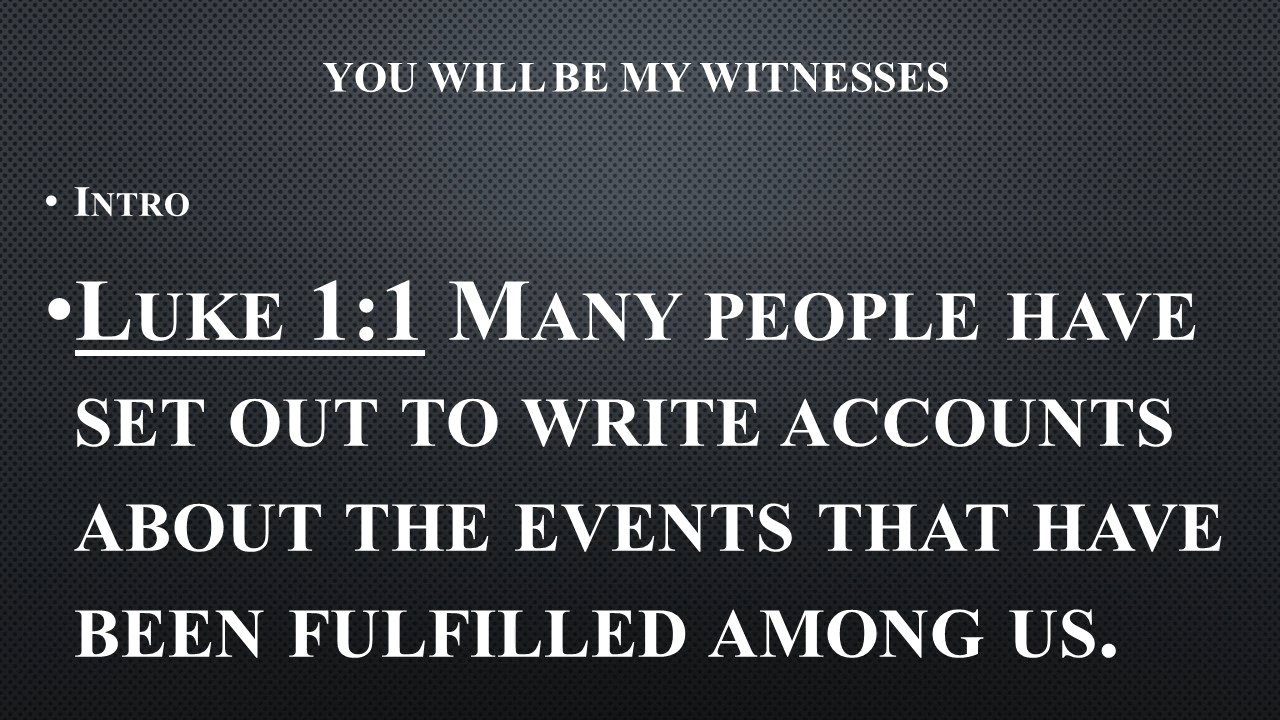 YOU WILL BE MY WITNESSES
• Intro
• Luke 1:1 Many people have
set out to write accounts
about the events that have
been fulfilled among us.